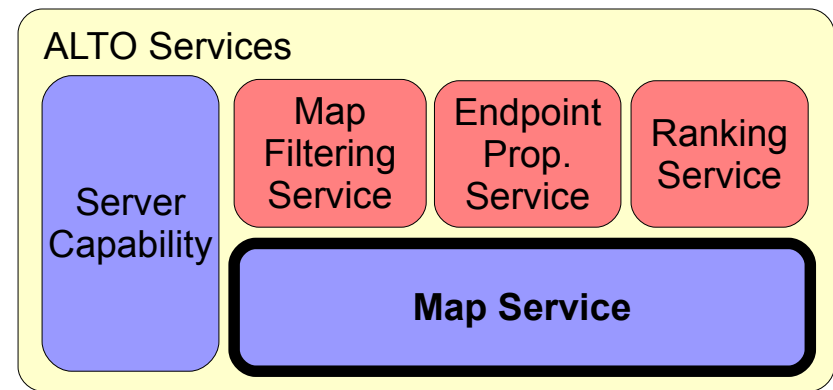 ALTO Services
Server
Capability
Map
Filtering
Service
Endpoint
Prop.
Service
Ranking
Service
Map Service